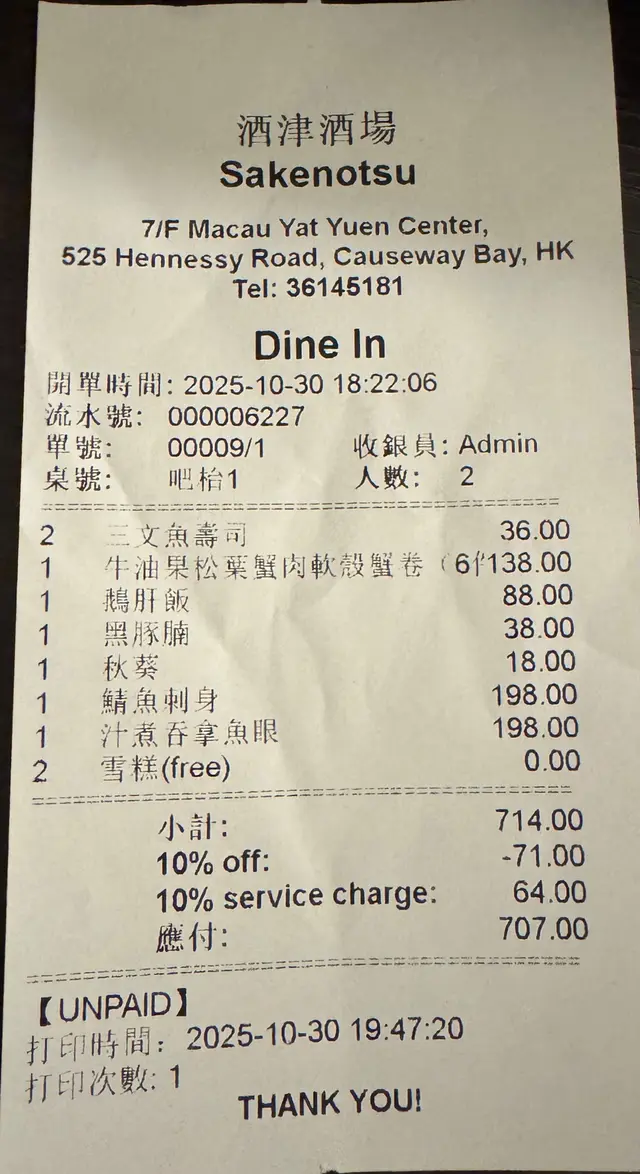 酒津酒場
Sakenotsu
7/F Macau Yat Yuen Center,
525 Hennessy Road, Causeway Bay, HK
Tel: 36145181
Dine In
開單時間: 2025-10-30 18:22:06
流水號: 000006227
單號: 00009/1 收銀員: Admin
桌號: 吧枱1 人數: 2
2 三文魚壽司 36.00
1 牛油果松葉蟹肉軟殼蟹卷（6 138.00
1 鵝肝飯 88.00
1 黑豚腩 38.00
1 秋葵 18.00
1 鯖魚刺身 198.00
1 汁煮吞拿魚眼 198.00
2 雪糕(free) 0.00
小計: 714.00
10% off: -71.00
10% service charge: 64.00
應付: 707.00
【UNPAID】
打印時間: 2025-10-30 19:47:20
打印次數: 1
THANK YOU!